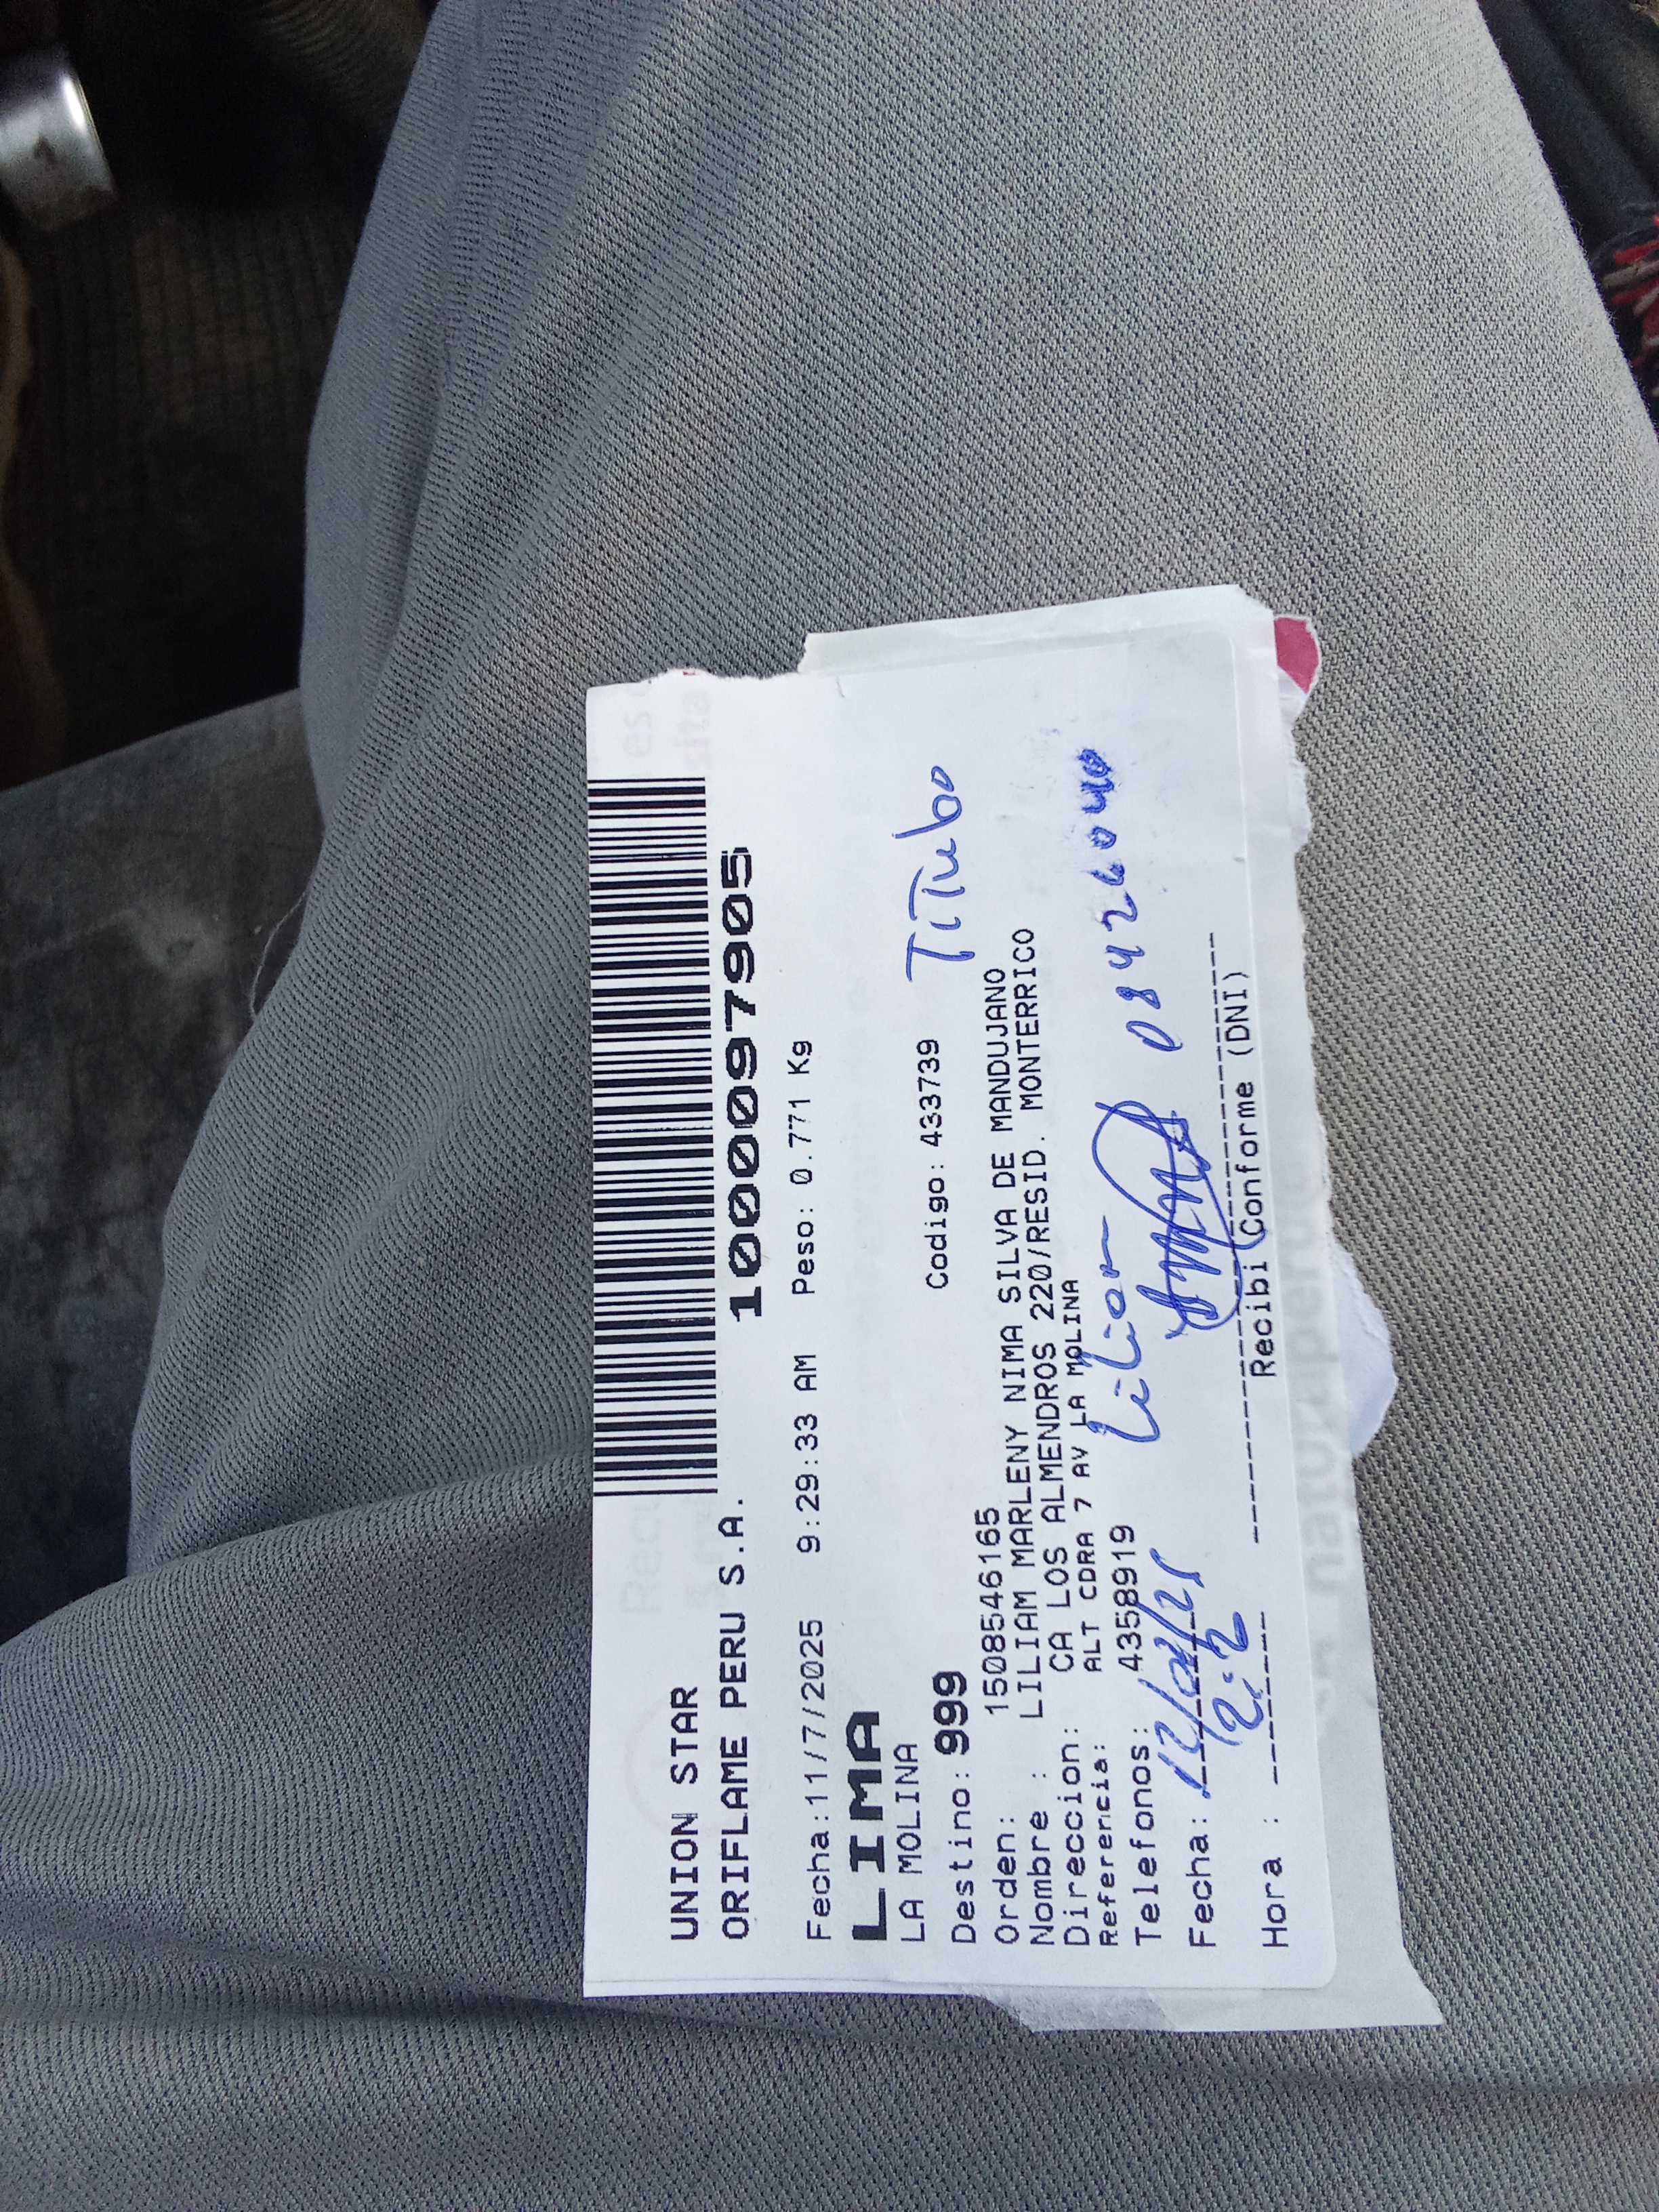 UNION STAR
ORIFLAME PERU S.A.
1000097905
Fecha:11/7/2025 9:29:33 AM Peso: 0.771 Kg
LIMA
LA MOLINA
Destino: 999 Codigo: 433739 TiTulo
Orden: 1508546165
Nombre : LILIAM MARLENY NIMA SILVA DE MANDUJANO
Direccion: CA LOS ALMENDROS 220/RESID. MONTERRICO
Referencia: ALT CDRA 7 AV LA MOLINA
Telefonos: 4358919
Lilian 08426040
Fecha:
Hora :
Recibi Conforme (DNI)